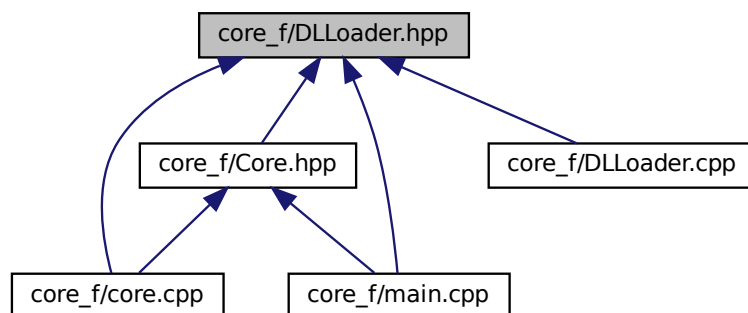 core_f/DLLoader.hpp
core_f/Core.hpp
core_f/DLLoader.cpp
core_f/core.cpp
core_f/main.cpp